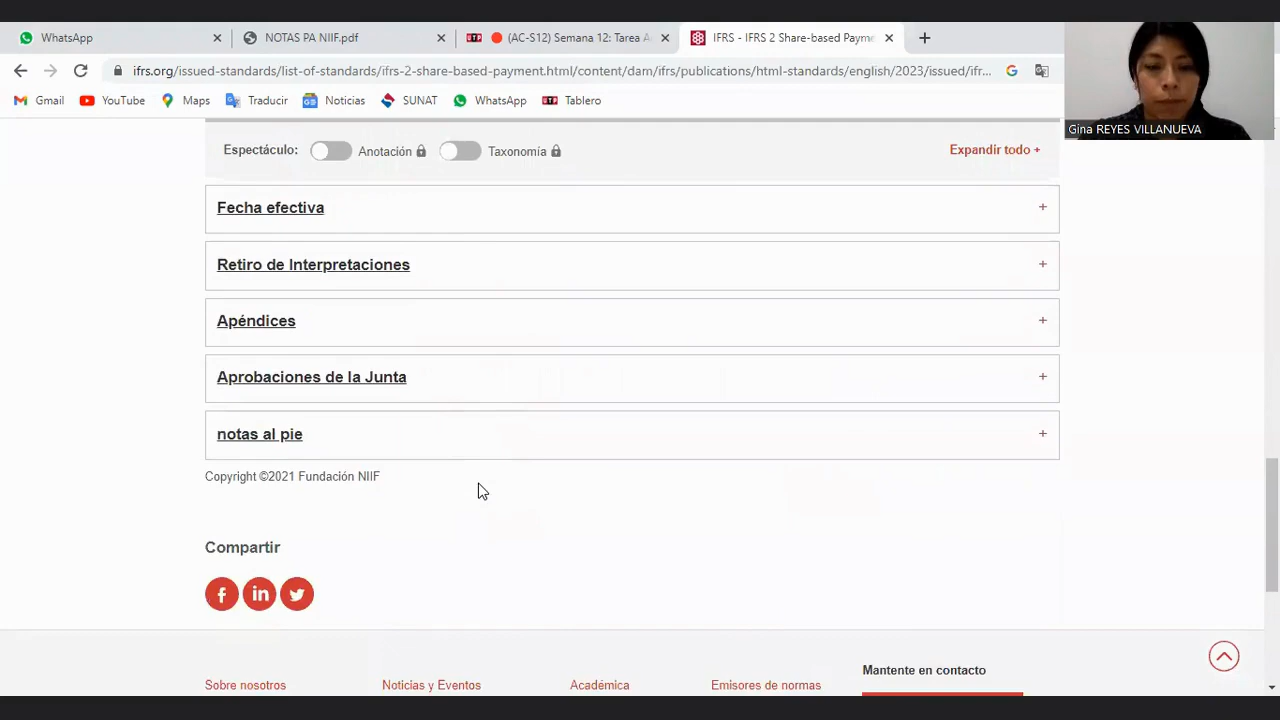 WhatsApp
NOTAS PA NIIF.pdf
(AC-S12) Semana 12: Tarea A
IFRS - IFRS 2 Share-based Payme
Gina REYES VILLANUEVA
ifrs.org/issued-standards/list-of-standards/ifrs-2-share-based-payment.html/content/dam/ifrs/publications/html-standards/english/2023/issued/ifr...
Gmail
YouTube
Maps
Traducir
Noticias
SUNAT
WhatsApp
UTP
Tablero
Espectáculo:
Anotación
Taxonomía
Expandir todo +
Fecha efectiva +
Retiro de Interpretaciones +
Apéndices +
Aprobaciones de la Junta +
notas al pie +
Copyright ©2021 Fundación NIIF
Compartir
Mantente en contacto
Sobre nosotros
Noticias y Eventos
Académica
Emisores de normas